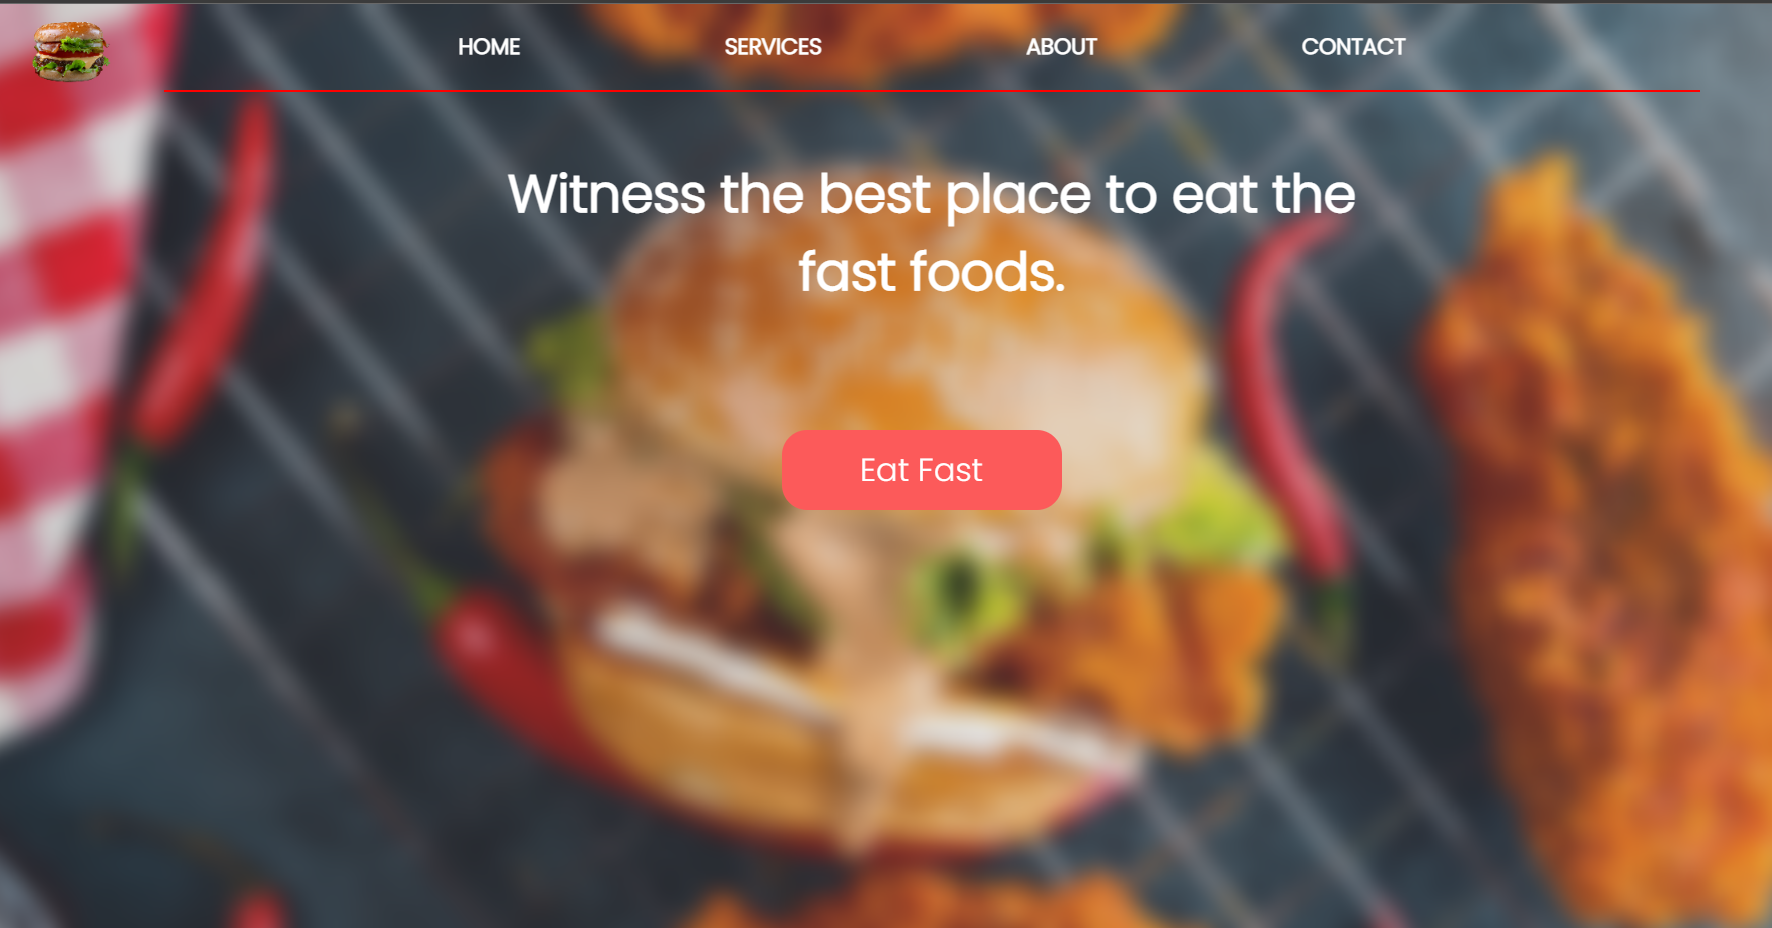 HOME SERVICES ABOUT CONTACT
Witness the best place to eat the
fast foods.
Eat Fast